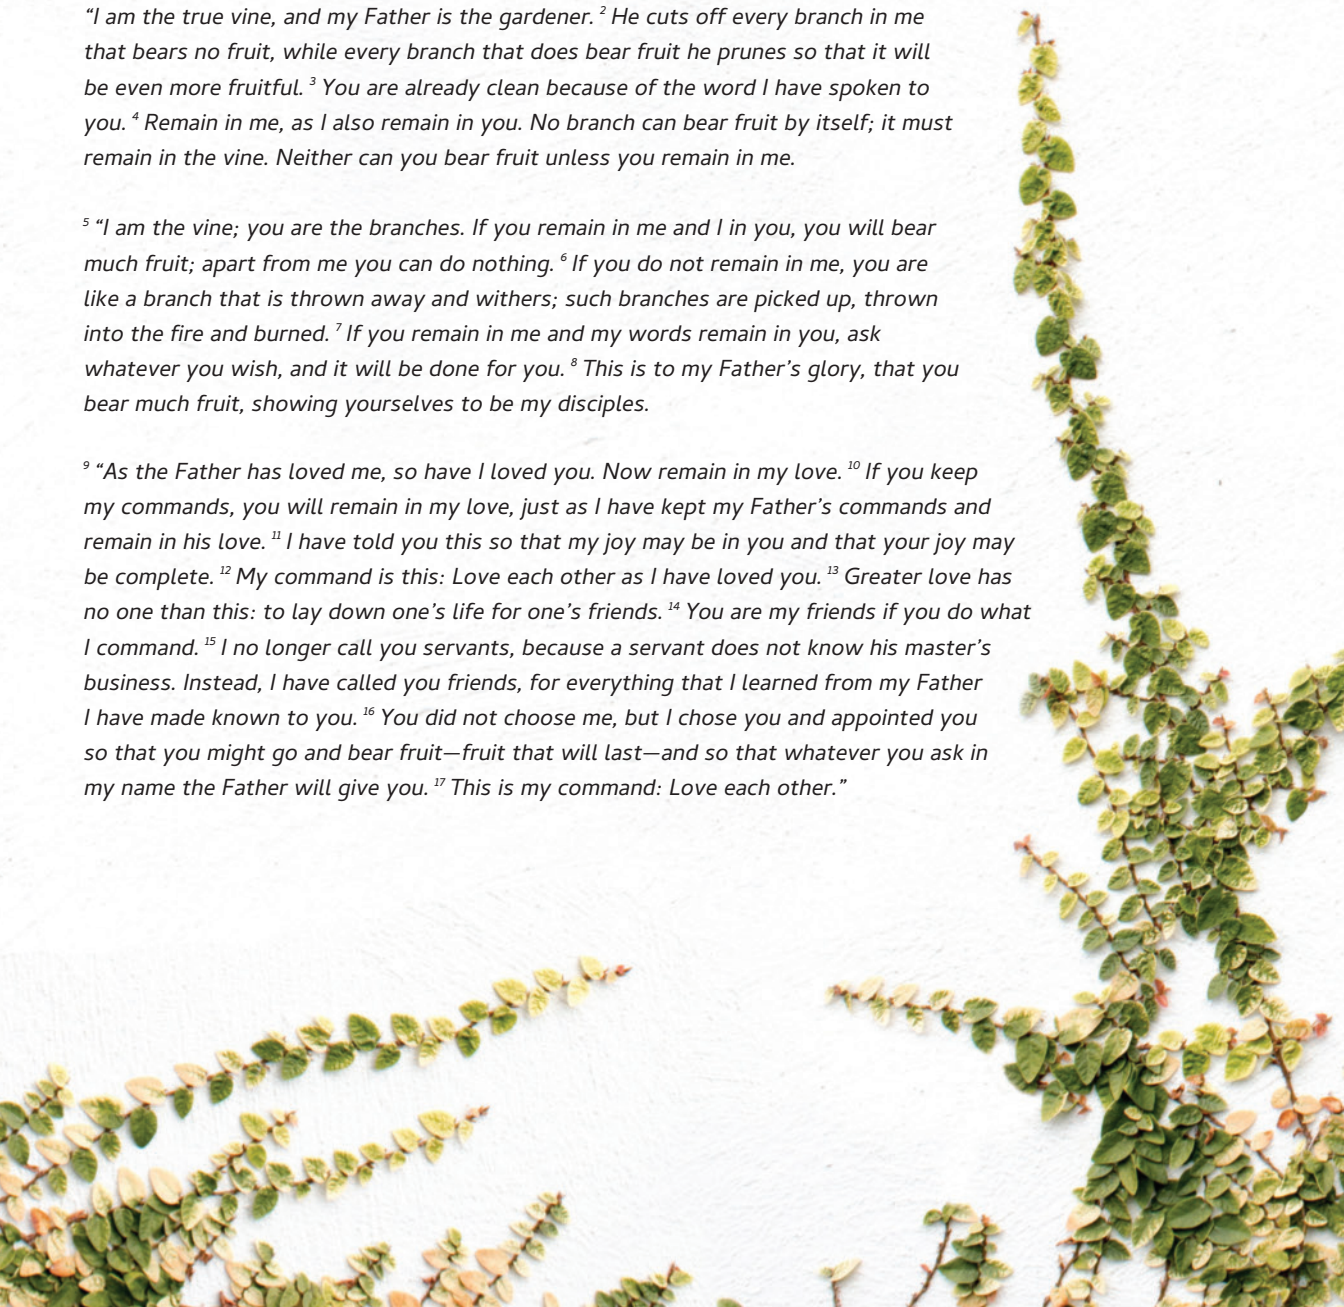 “I am the true vine, and my Father is the gardener. ² He cuts off every branch in me
that bears no fruit, while every branch that does bear fruit he prunes so that it will
be even more fruitful. ³ You are already clean because of the word I have spoken to
you. ⁴ Remain in me, as I also remain in you. No branch can bear fruit by itself; it must
remain in the vine. Neither can you bear fruit unless you remain in me.
⁵ “I am the vine; you are the branches. If you remain in me and I in you, you will bear
much fruit; apart from me you can do nothing. ⁶ If you do not remain in me, you are
like a branch that is thrown away and withers; such branches are picked up, thrown
into the fire and burned. ⁷ If you remain in me and my words remain in you, ask
whatever you wish, and it will be done for you. ⁸ This is to my Father’s glory, that you
bear much fruit, showing yourselves to be my disciples.
⁹ “As the Father has loved me, so have I loved you. Now remain in my love. ¹⁰ If you keep
my commands, you will remain in my love, just as I have kept my Father’s commands and
remain in his love. ¹¹ I have told you this so that my joy may be in you and that your joy may
be complete. ¹² My command is this: Love each other as I have loved you. ¹³ Greater love has
no one than this: to lay down one’s life for one’s friends. ¹⁴ You are my friends if you do what
I command. ¹⁵ I no longer call you servants, because a servant does not know his master’s
business. Instead, I have called you friends, for everything that I learned from my Father
I have made known to you. ¹⁶ You did not choose me, but I chose you and appointed you
so that you might go and bear fruit—fruit that will last—and so that whatever you ask in
my name the Father will give you. ¹⁷ This is my command: Love each other.”